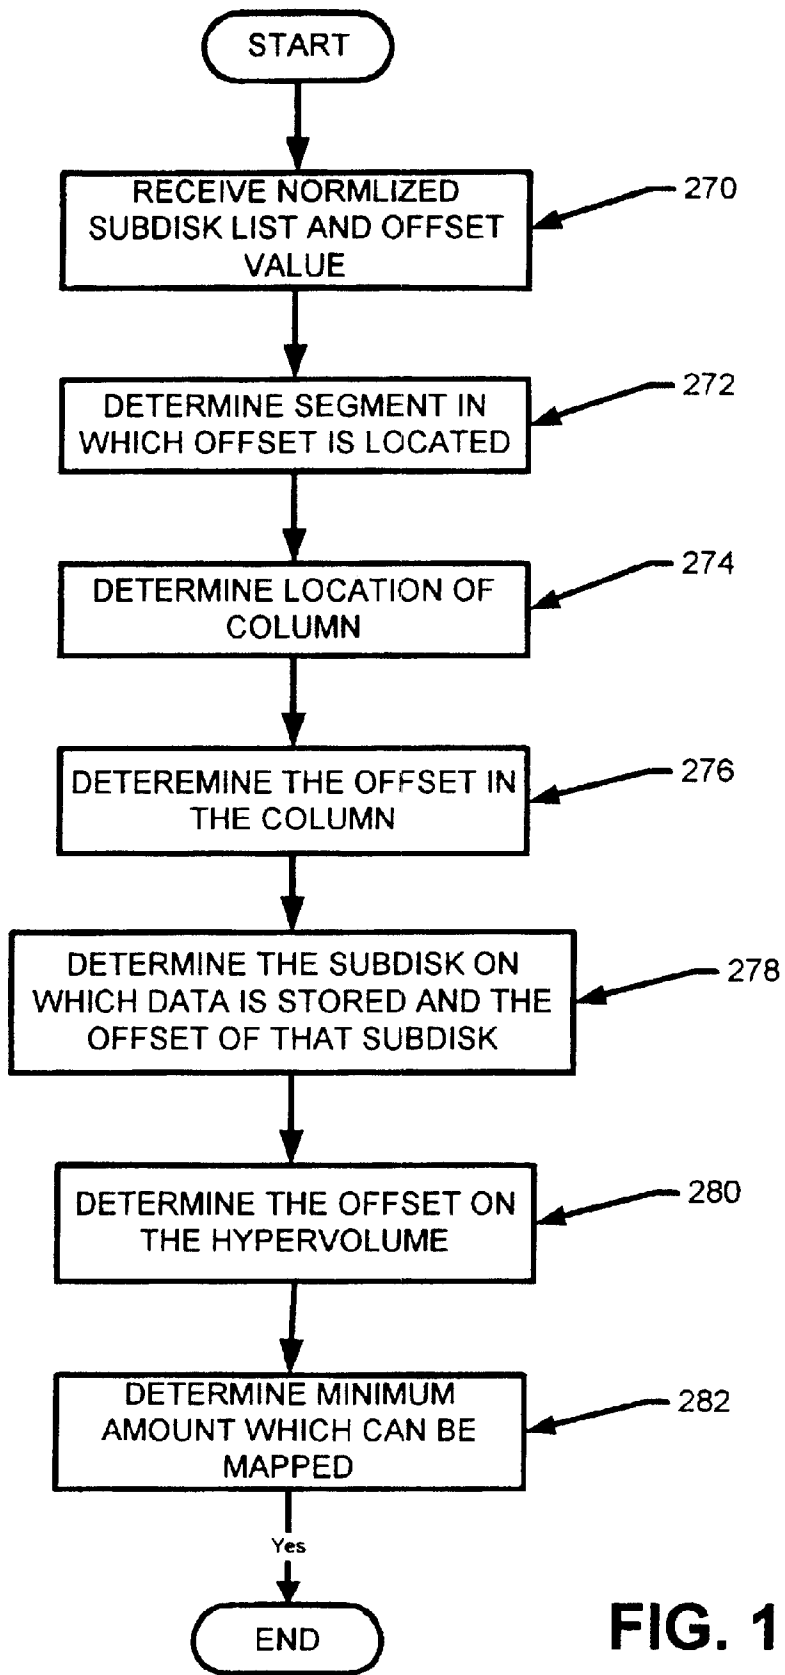 START
RECEIVE NORMLIZED
SUBDISK LIST AND OFFSET
VALUE
270
DETERMINE SEGMENT IN
WHICH OFFSET IS LOCATED
272
DETERMINE LOCATION OF
COLUMN
274
DETEREMINE THE OFFSET IN
THE COLUMN
276
DETERMINE THE SUBDISK ON
WHICH DATA IS STORED AND THE
OFFSET OF THAT SUBDISK
278
DETERMINE THE OFFSET ON
THE HYPERVOLUME
280
DETERMINE MINIMUM
AMOUNT WHICH CAN BE
MAPPED
282
Yes
END
FIG. 1